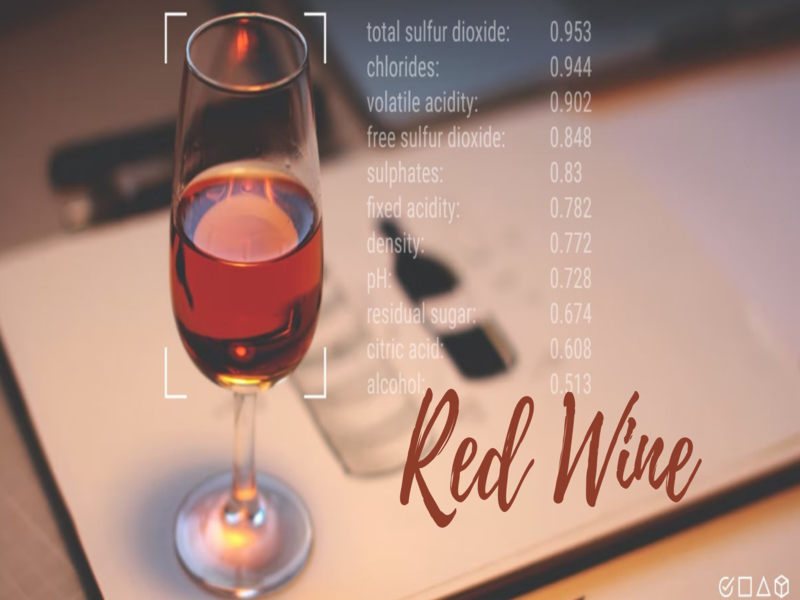 total sulfur dioxide: 0.953
chlorides: 0.944
volatile acidity: 0.902
free sulfur dioxide: 0.848
sulphates: 0.83
fixed acidity: 0.782
density: 0.772
pH: 0.728
residual sugar: 0.674
citric acid: 0.608
alcohol: 0.513
Red Wine